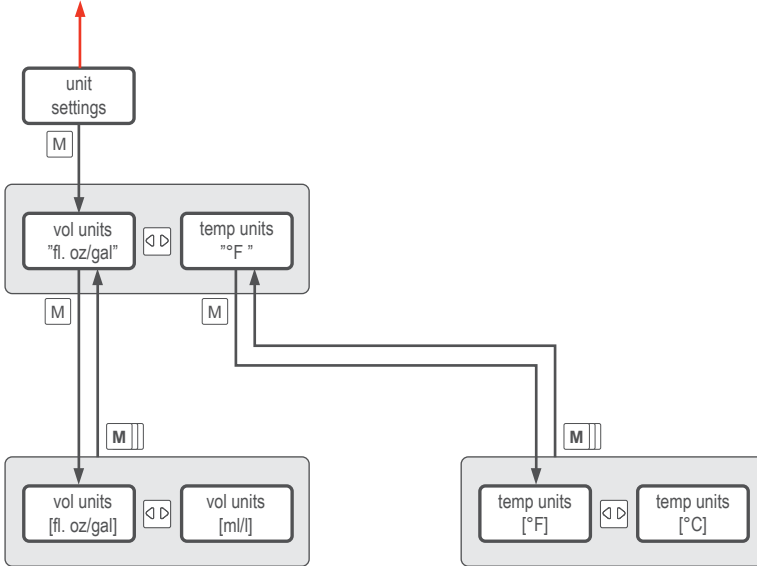 unit
settings
M
vol units
”fl. oz/gal”
temp units
”°F ”
M
M
M
M
vol units
[fl. oz/gal]
vol units
[ml/l]
temp units
[°F]
temp units
[°C]